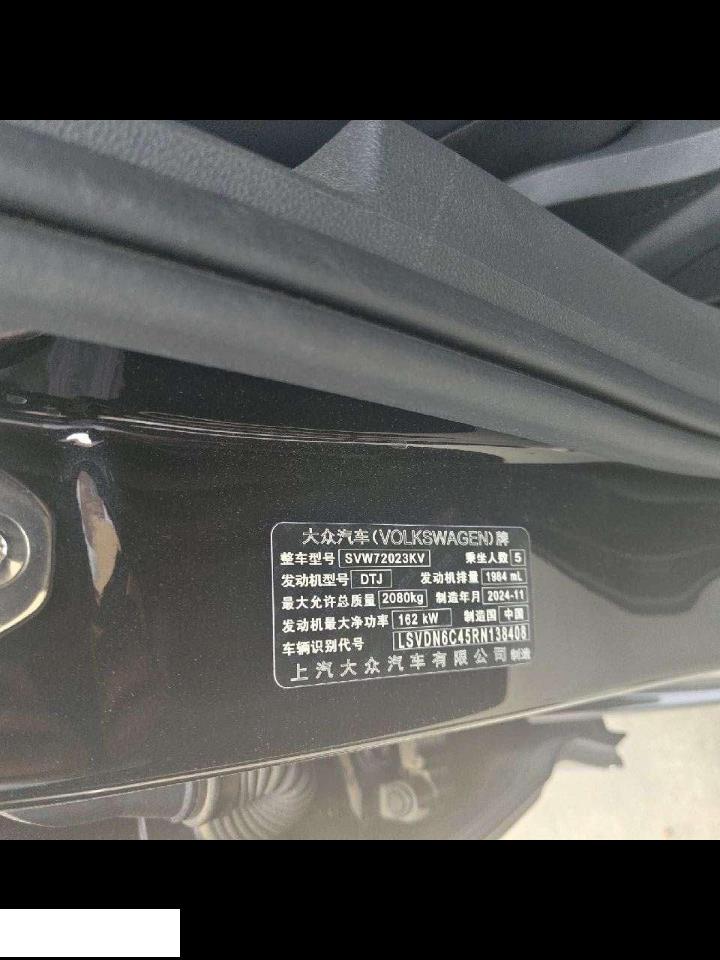 大众汽车(VOLKSWAGEN)牌
整车型号 SVW72023KV 乘坐人数 5
发动机型号 DTJ 发动机排量 1984 mL
最大允许总质量 2080kg 制造年月 2024-11
发动机最大净功率 162 kW 制造国 中国
车辆识别代号 LSVDN6C45RN138408
上汽大众汽车有限公司 制造